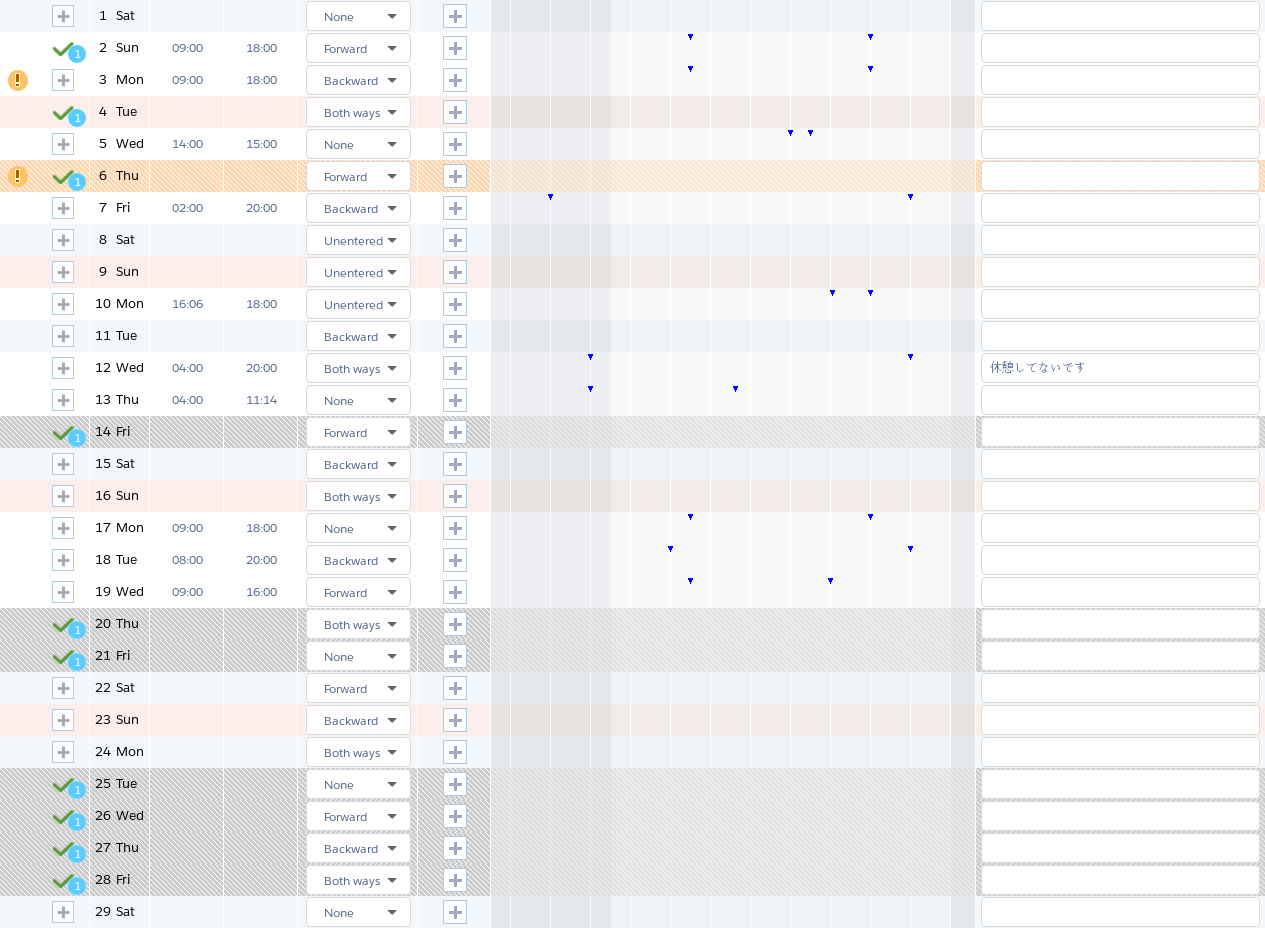 1 Sat None
1 2 Sun 09:00 18:00 Forward
! 3 Mon 09:00 18:00 Backward
1 4 Tue Both ways
5 Wed 14:00 15:00 None
! 1 6 Thu Forward
7 Fri 02:00 20:00 Backward
8 Sat Unentered
9 Sun Unentered
10 Mon 16:06 18:00 Unentered
11 Tue Backward
12 Wed 04:00 20:00 Both ways 休憩してないです
13 Thu 04:00 11:14 None
1 14 Fri Forward
15 Sat Backward
16 Sun Both ways
17 Mon 09:00 18:00 None
18 Tue 08:00 20:00 Backward
19 Wed 09:00 16:00 Forward
1 20 Thu Both ways
1 21 Fri None
22 Sat Forward
23 Sun Backward
24 Mon Both ways
1 25 Tue None
1 26 Wed Forward
1 27 Thu Backward
1 28 Fri Both ways
29 Sat None